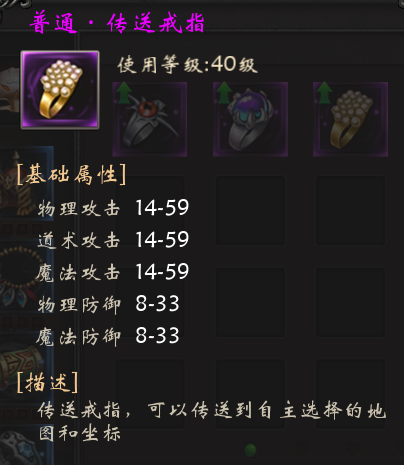 普通·传送戒指
使用等级:40级
[基础属性]
物理攻击 14-59
道术攻击 14-59
魔法攻击 14-59
物理防御 8-33
魔法防御 8-33
[描述]
传送戒指，可以传送到自主选择的地
图和坐标